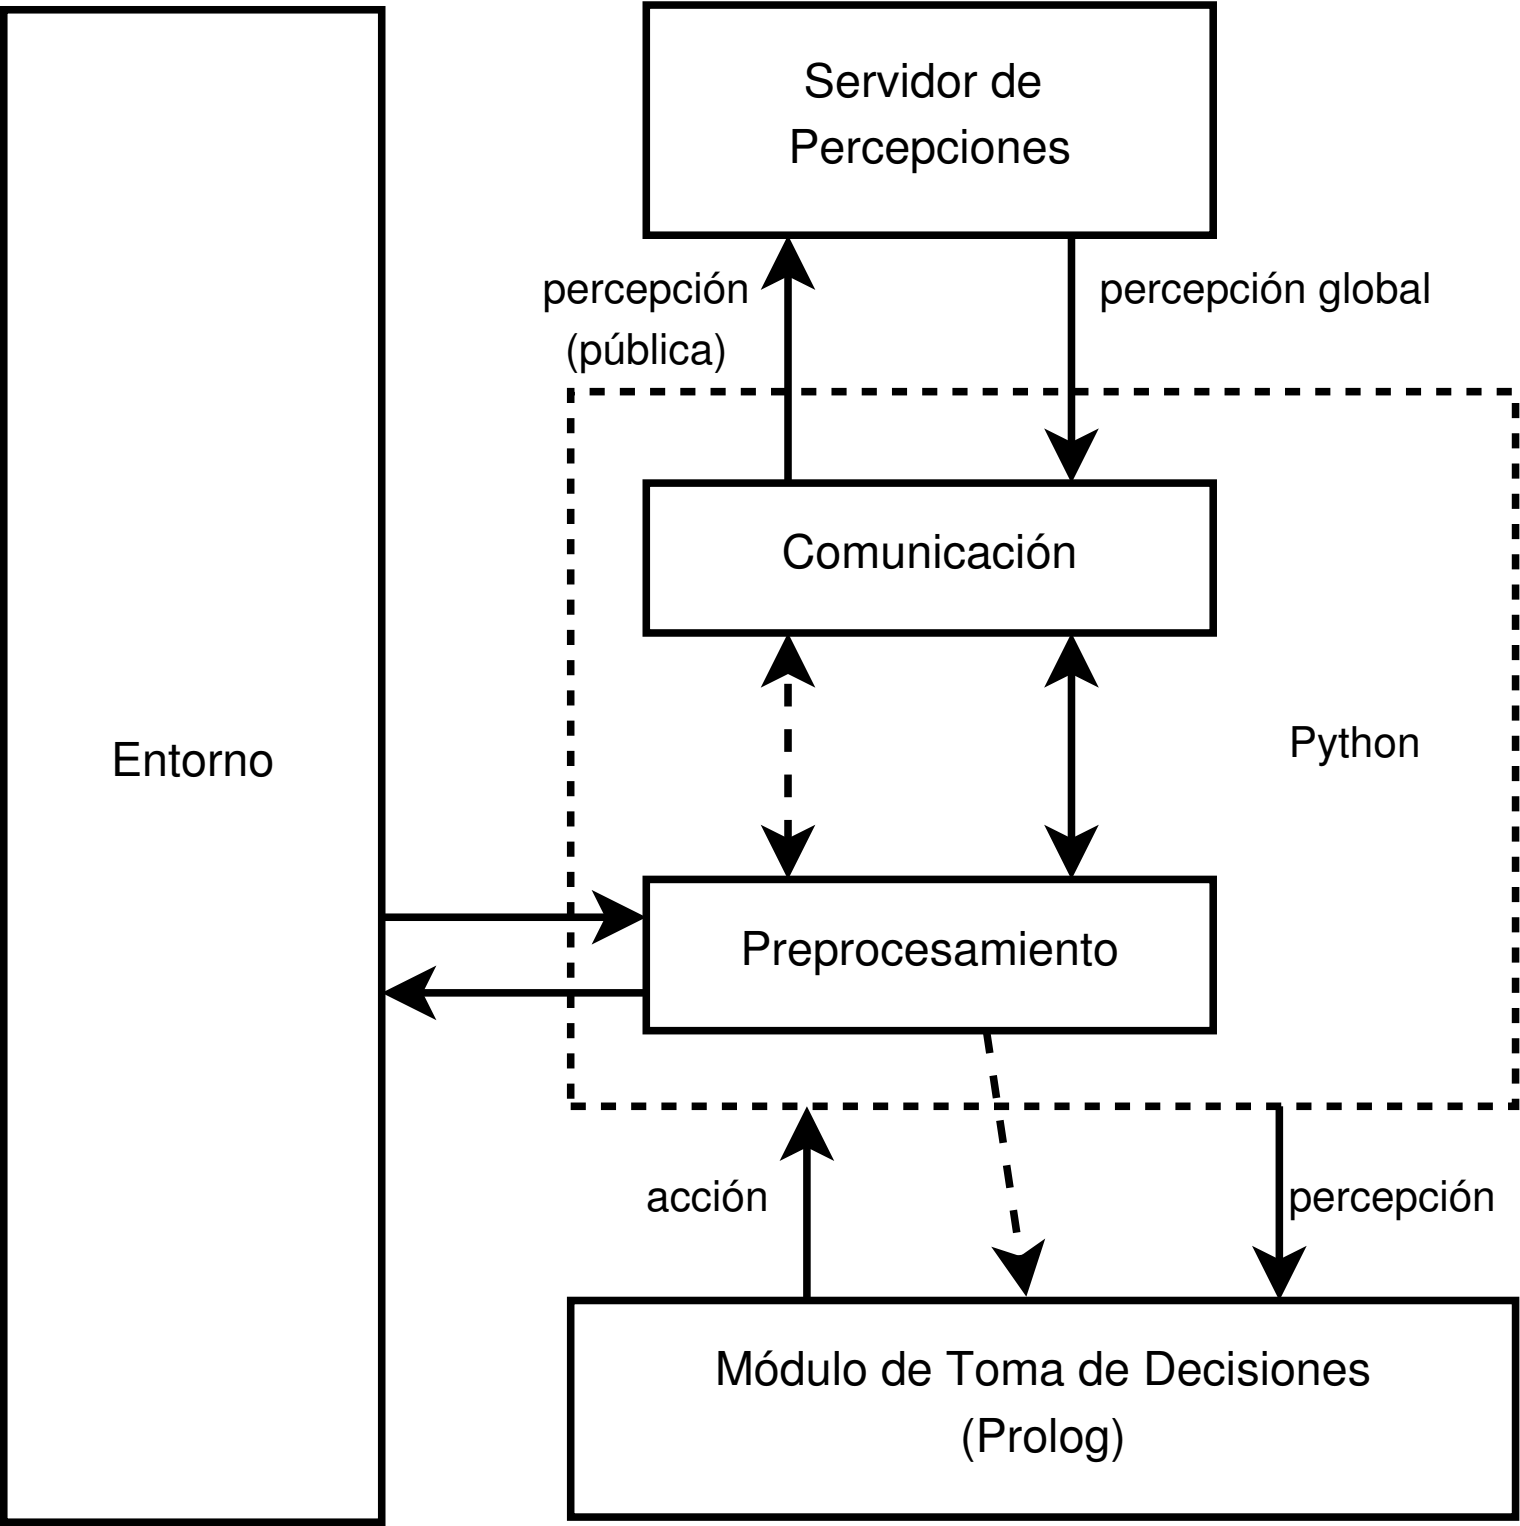 Servidor de
Percepciones
percepción
(pública)
percepción global
Comunicación
Python
Entorno
Preprocesamiento
acción
percepción
Módulo de Toma de Decisiones
(Prolog)